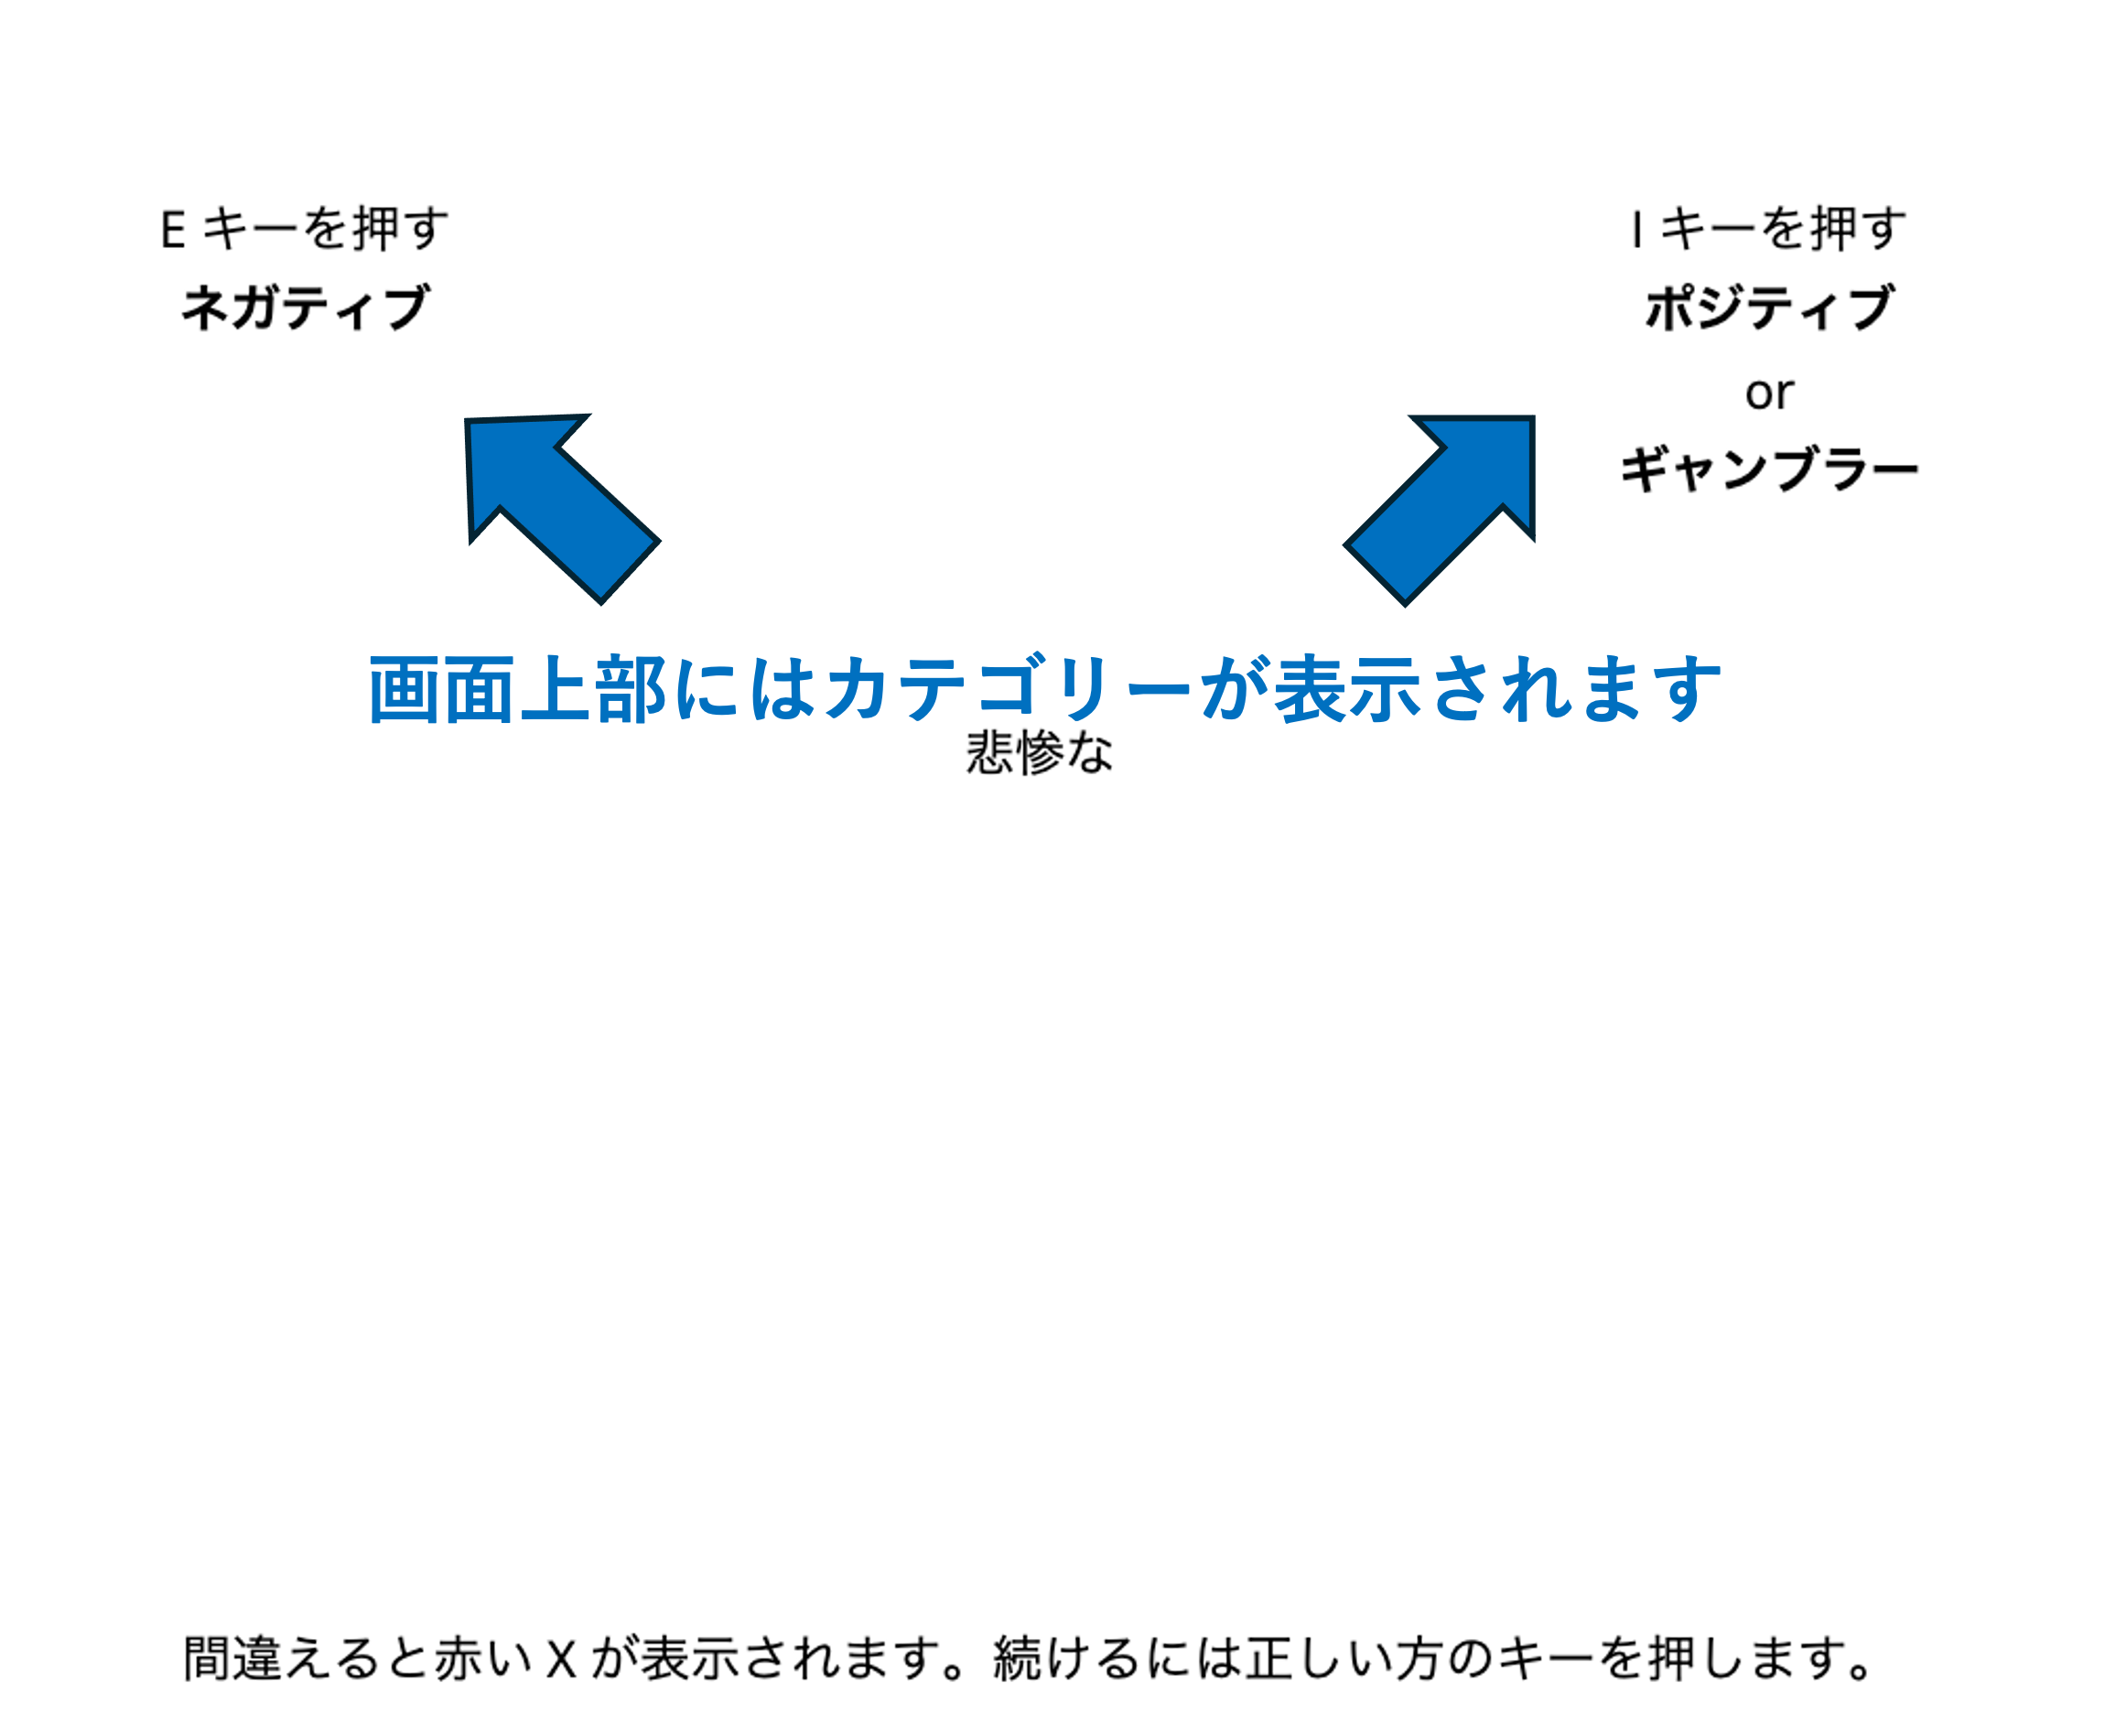 E キーを押す
ネガティブ
I キーを押す
ポジティブ
or
ギャンブラー
画面上部にはカテゴリーが表示されます
悲惨な
間違えると赤い X が表示されます。続けるには正しい方のキーを押します。